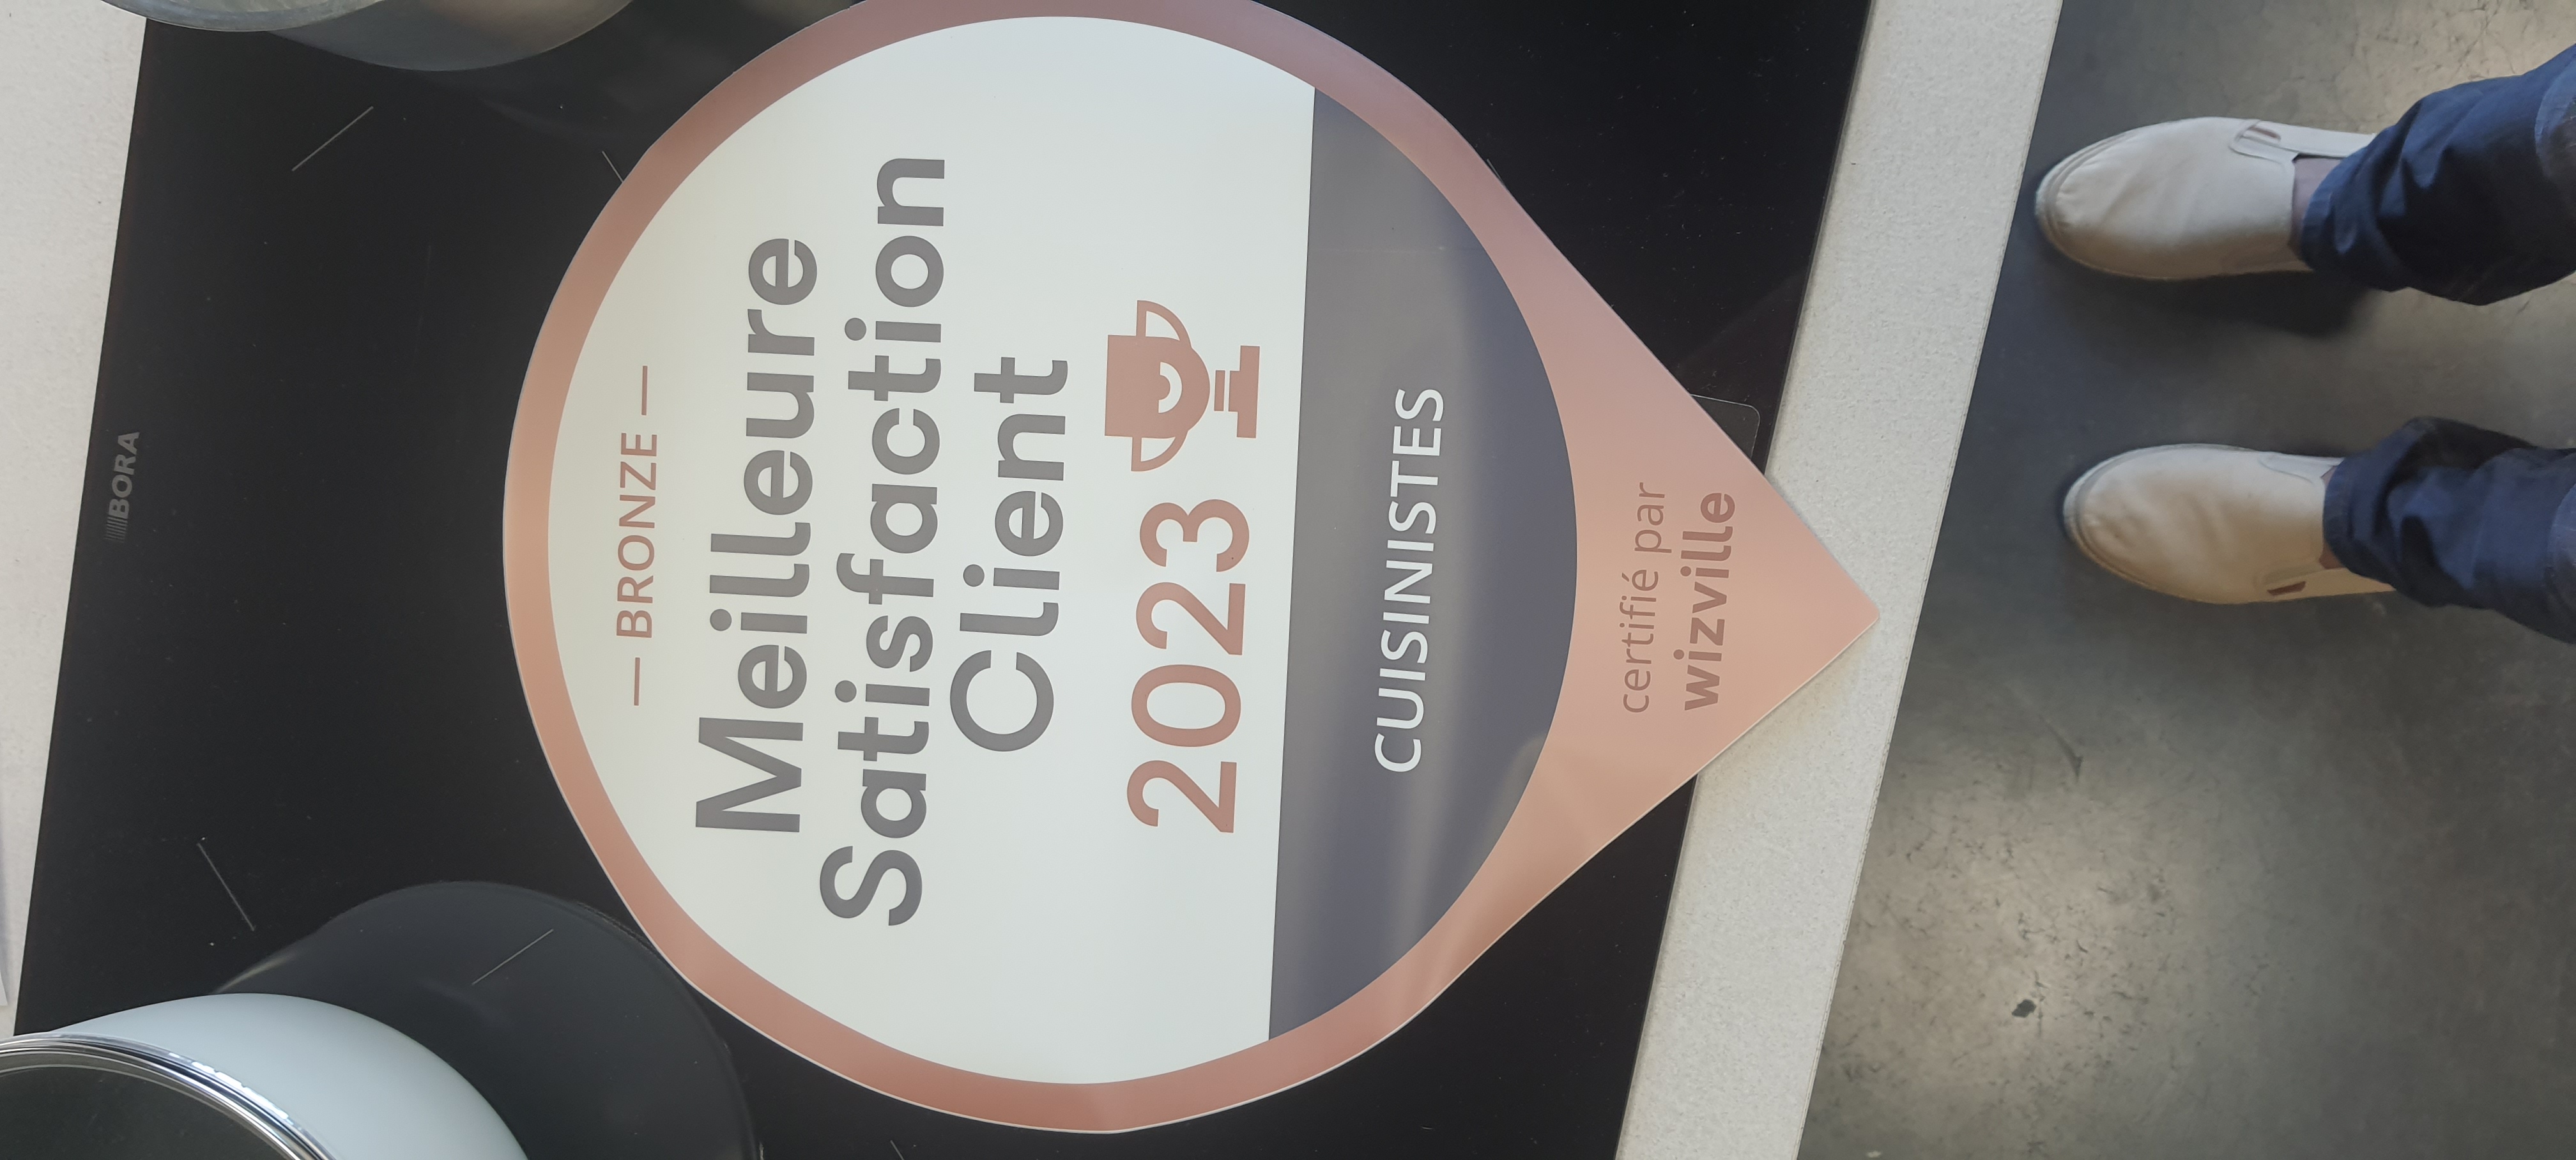 — BRONZE —
Meilleure
Satisfaction
Client
2023
CUISINISTES
certifié par
wizville
BORA